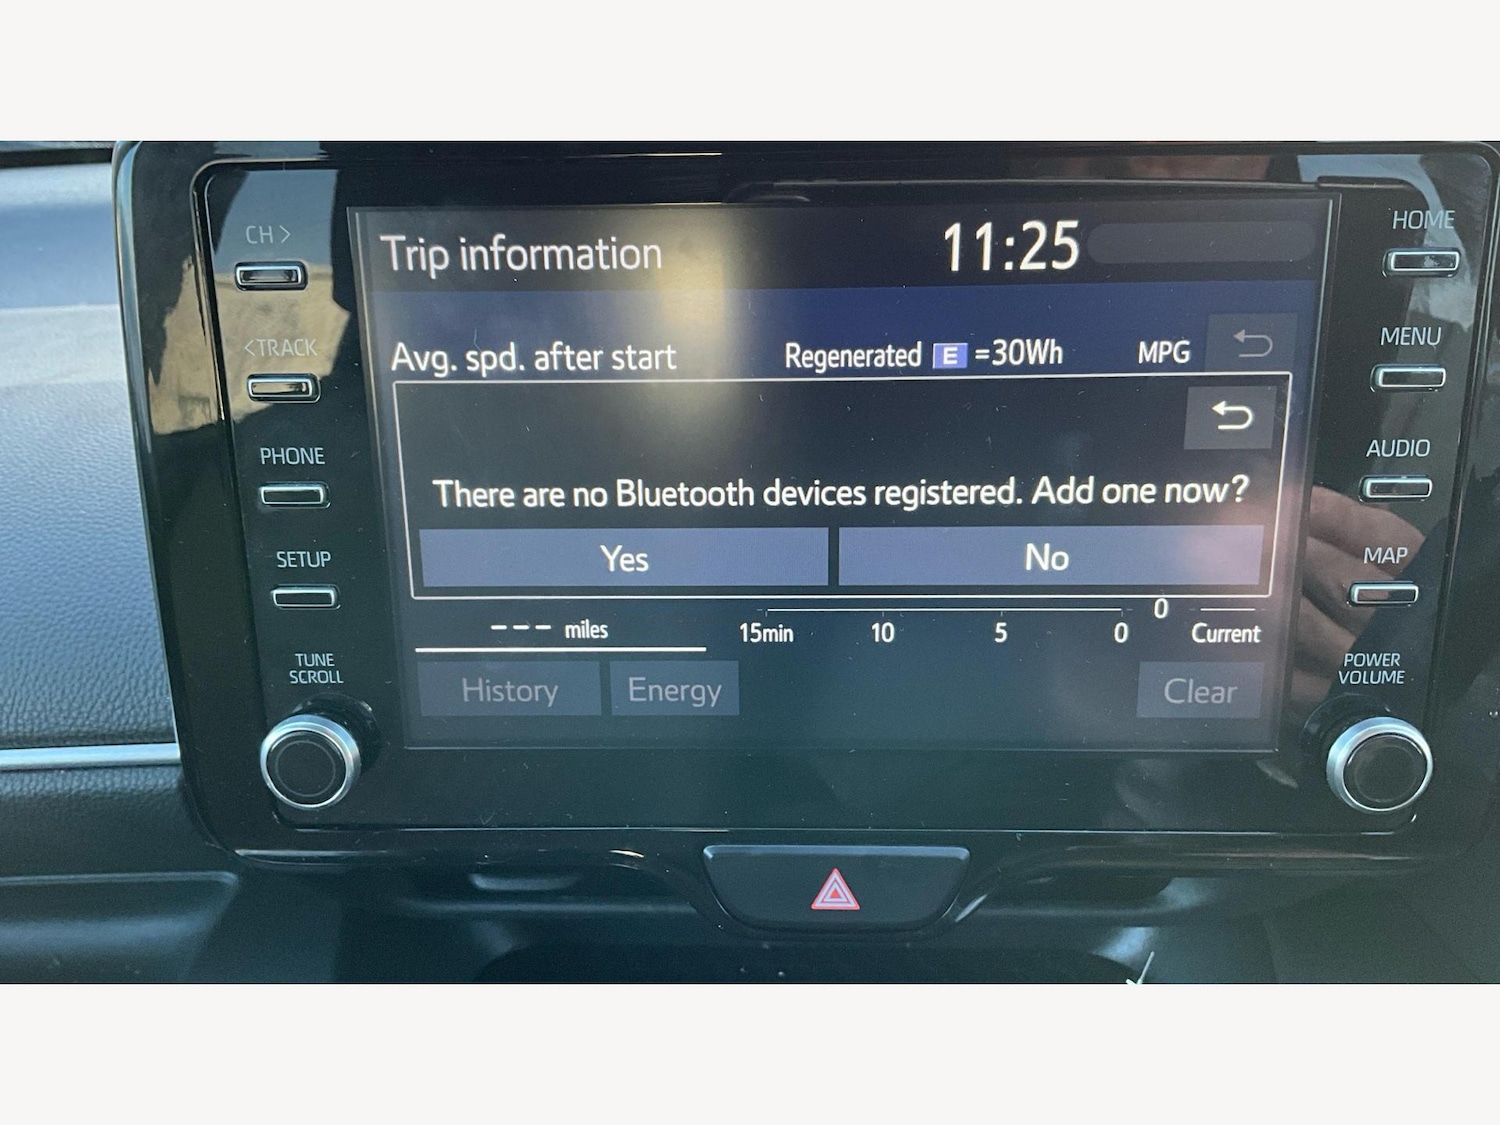 CH >
< TRACK
PHONE
SETUP
TUNE
SCROLL
Trip information
11:25
Avg. spd. after start
Regenerated E =30Wh
MPG
There are no Bluetooth devices registered. Add one now?
Yes
No
--- miles
15min 10 5 0
0
Current
History
Energy
Clear
HOME
MENU
AUDIO
MAP
POWER
VOLUME